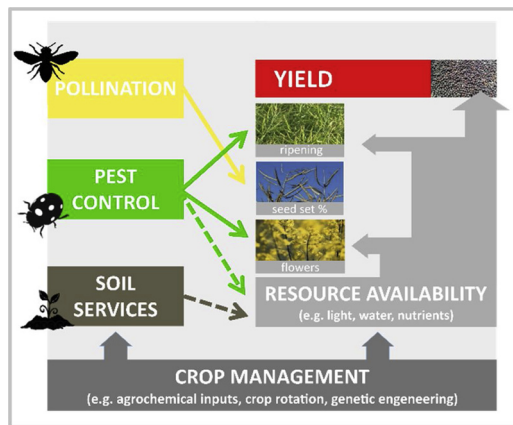 POLLINATION
YIELD
ripening
PEST
CONTROL
seed set %
flowers
SOIL
SERVICES
RESOURCE AVAILABILITY
(e.g. light, water, nutrients)
CROP MANAGEMENT
(e.g. agrochemical inputs, crop rotation, genetic engeneering)